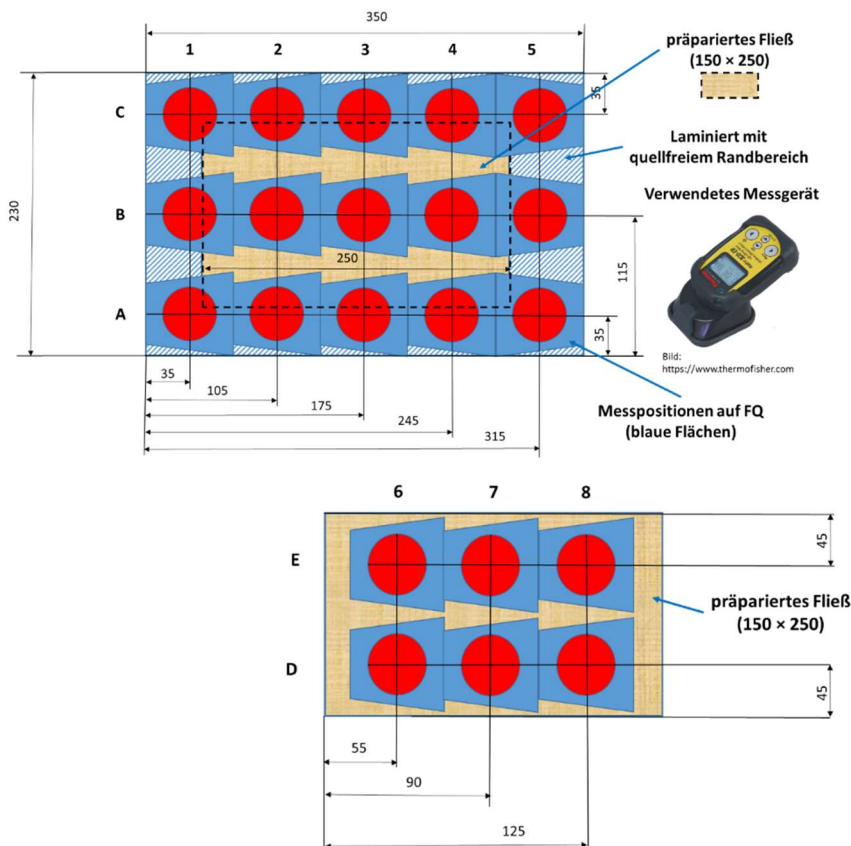 350
1 2 3 4 5
präpariertes Fließ
(150 × 250)
35
C
Laminiert mit
quellfreiem Randbereich
Verwendetes Messgerät
230
B
250
115
A
35
Bild:
https://www.thermofisher.com
35
105
175
245
315
Messpositionen auf FQ
(blaue Flächen)
6 7 8
E
45
präpariertes Fließ
(150 × 250)
D
45
55
90
125